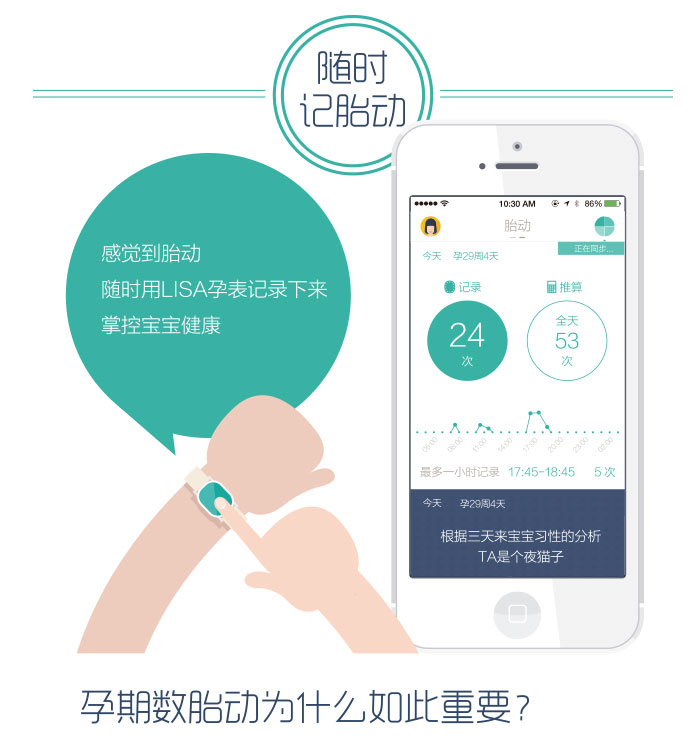 随时
记胎动
感觉到胎动
随时用LISA孕表记录下来
掌控宝宝健康
10:30 AM
86%
胎动
正在同步...
今天 孕29周4天
记录
推算
24
次
全天
53
次
05:00 08:00 11:00 14:00 17:00 20:00 23:00 02:00
最多一小时记录 17:45-18:45 5 次
今天 孕29周4天
根据三天来宝宝习性的分析
TA是个夜猫子
孕期数胎动为什么如此重要?